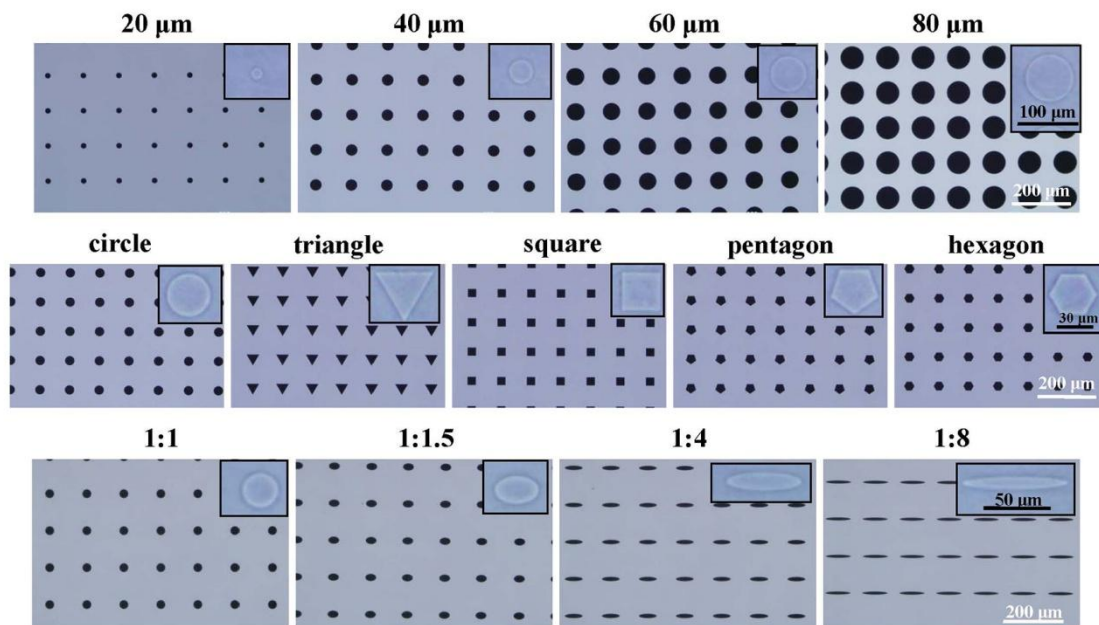 20 μm
40 μm
60 μm
80 μm
100 μm
200 μm
circle
triangle
square
pentagon
hexagon
30 μm
200 μm
1:1
1:1.5
1:4
1:8
50 μm
200 μm